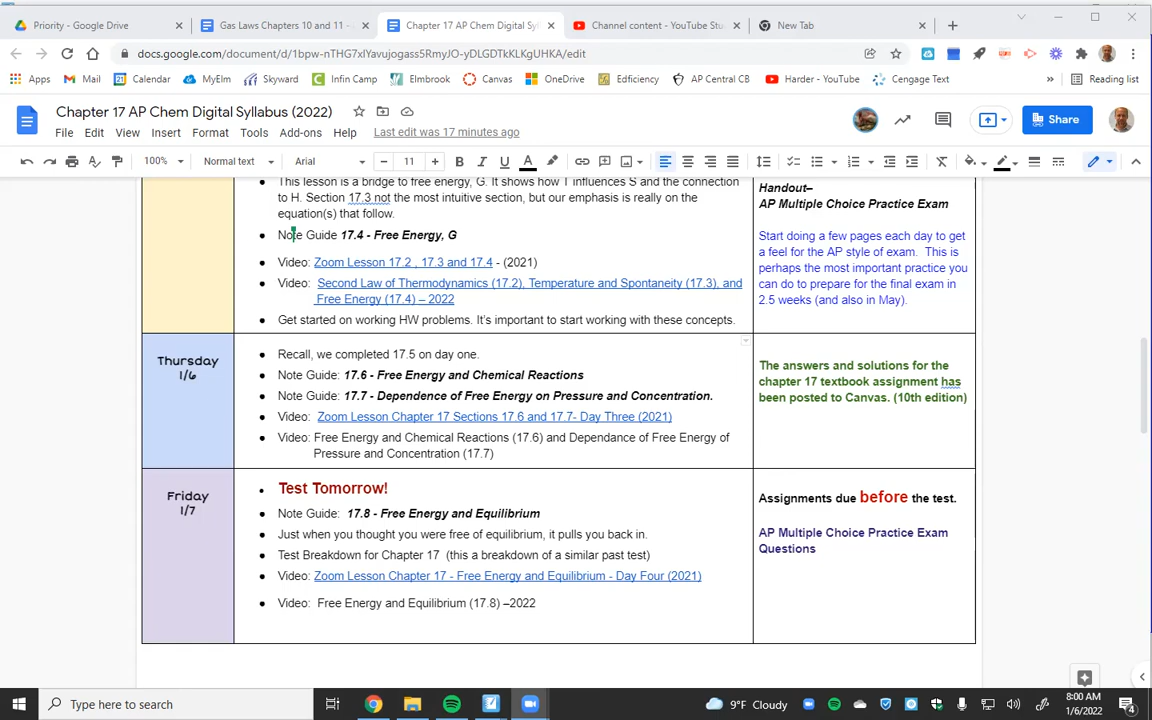 Priority - Google Drive
Gas Laws Chapters 10 and 11 -
Chapter 17 AP Chem Digital Syl
Channel content - YouTube Stu
New Tab
docs.google.com/document/d/1bpw-nTHG7xIYavujogass5RmyJO-yDLGDTkKLKgUHKA/edit
Apps
Mail
Calendar
MyElm
Skyward
Infin Camp
Elmbrook
Canvas
OneDrive
Edficiency
AP Central CB
Harder - YouTube
Cengage Text
»
Reading list
Chapter 17 AP Chem Digital Syllabus (2022)
File Edit View Insert Format Tools Add-ons Help Last edit was 17 minutes ago
Share
100% Normal text Arial 11
This lesson is a bridge to free energy, G. It shows how T influences S and the connection
to H. Section 17.3 not the most intuitive section, but our emphasis is really on the
equation(s) that follow.
Note Guide 17.4 - Free Energy, G
Video: Zoom Lesson 17.2 , 17.3 and 17.4 - (2021)
Video: Second Law of Thermodynamics (17.2), Temperature and Spontaneity (17.3), and
Free Energy (17.4) – 2022
Get started on working HW problems. It's important to start working with these concepts.
Handout–
AP Multiple Choice Practice Exam
Start doing a few pages each day to get
a feel for the AP style of exam. This is
perhaps the most important practice you
can do to prepare for the final exam in
2.5 weeks (and also in May).
Thursday
1/6
Recall, we completed 17.5 on day one.
Note Guide: 17.6 - Free Energy and Chemical Reactions
Note Guide: 17.7 - Dependence of Free Energy on Pressure and Concentration.
Video: Zoom Lesson Chapter 17 Sections 17.6 and 17.7- Day Three (2021)
Video: Free Energy and Chemical Reactions (17.6) and Dependance of Free Energy of
Pressure and Concentration (17.7)
The answers and solutions for the
chapter 17 textbook assignment has
been posted to Canvas. (10th edition)
Friday
1/7
Test Tomorrow!
Note Guide: 17.8 - Free Energy and Equilibrium
Just when you thought you were free of equilibrium, it pulls you back in.
Test Breakdown for Chapter 17 (this a breakdown of a similar past test)
Video: Zoom Lesson Chapter 17 - Free Energy and Equilibrium - Day Four (2021)
Video: Free Energy and Equilibrium (17.8) –2022
Assignments due before the test.
AP Multiple Choice Practice Exam
Questions
Type here to search
9°F Cloudy
8:00 AM
1/6/2022
4